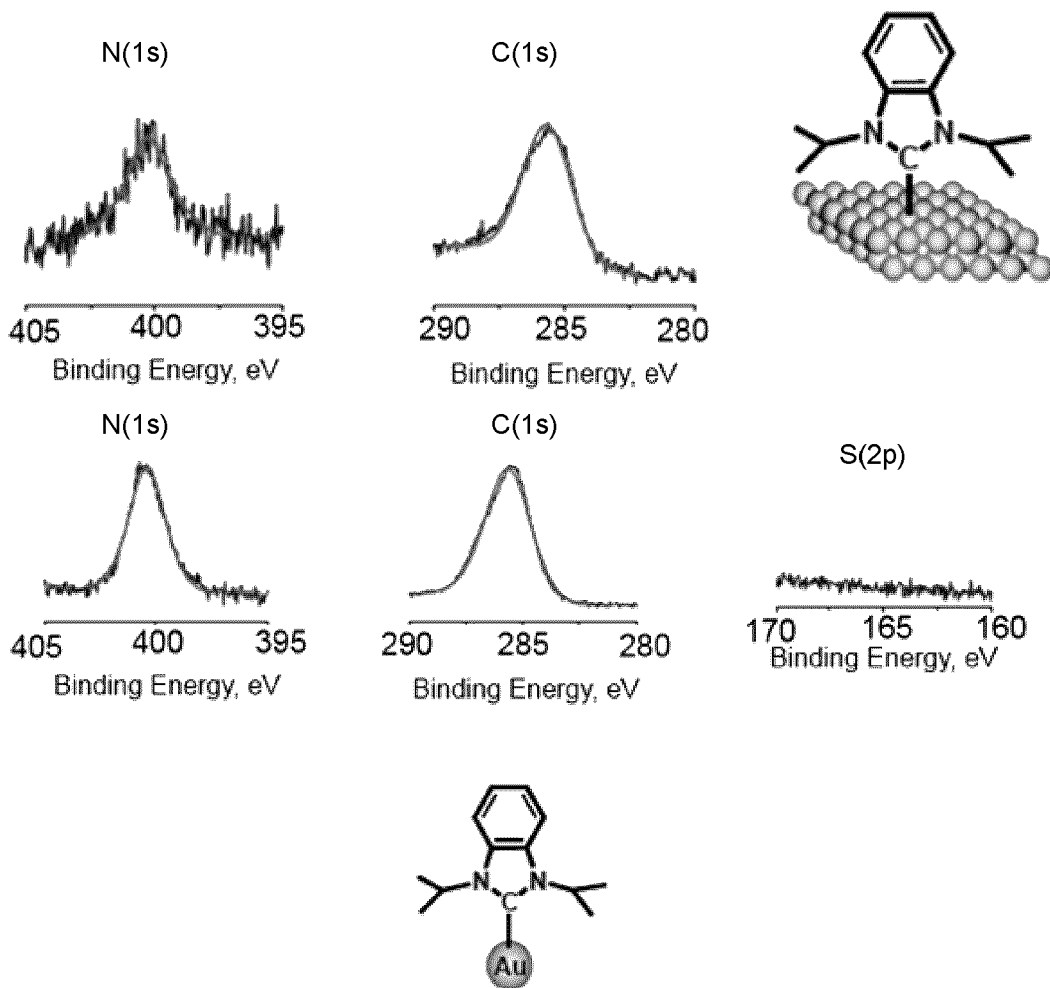 N(1s)
C(1s)
N
N
C
405
400
395
290
285
280
Binding Energy, eV
Binding Energy, eV
N(1s)
C(1s)
S(2p)
405
400
395
290
285
280
170
165
160
Binding Energy, eV
Binding Energy, eV
Binding Energy, eV
N
N
C
Au